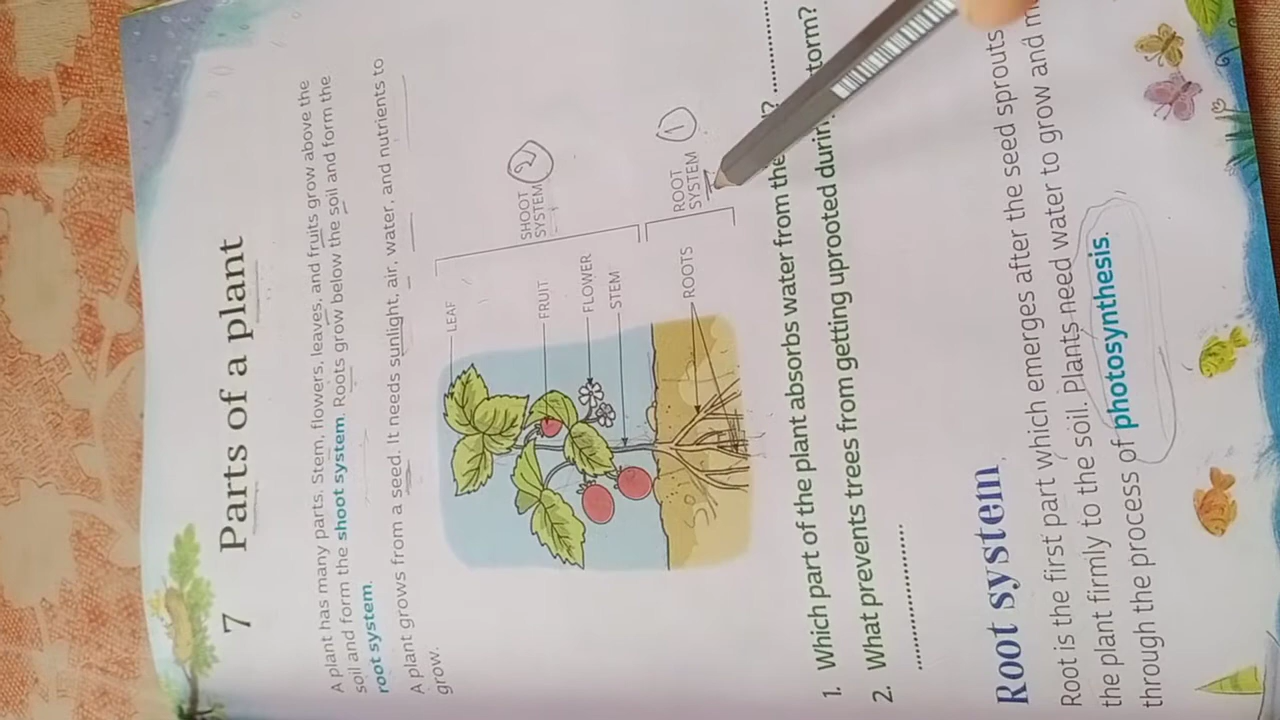 7 Parts of a plant
A plant has many parts. Stem, flowers, leaves, and fruits grow above the
soil and form the shoot system. Roots grow below the soil and form the
root system.
A plant grows from a seed. It needs sunlight, air, water, and nutrients to
grow.
LEAF
FRUIT
FLOWER
STEM
ROOTS
SHOOT
SYSTEM
2
ROOT
SYSTEM
1
1. Which part of the plant absorbs water from the ?
2. What prevents trees from getting uprooted during torm?
Root system
Root is the first part which emerges after the seed sprouts
the plant firmly to the soil. Plants need water to grow and
through the process of photosynthesis.